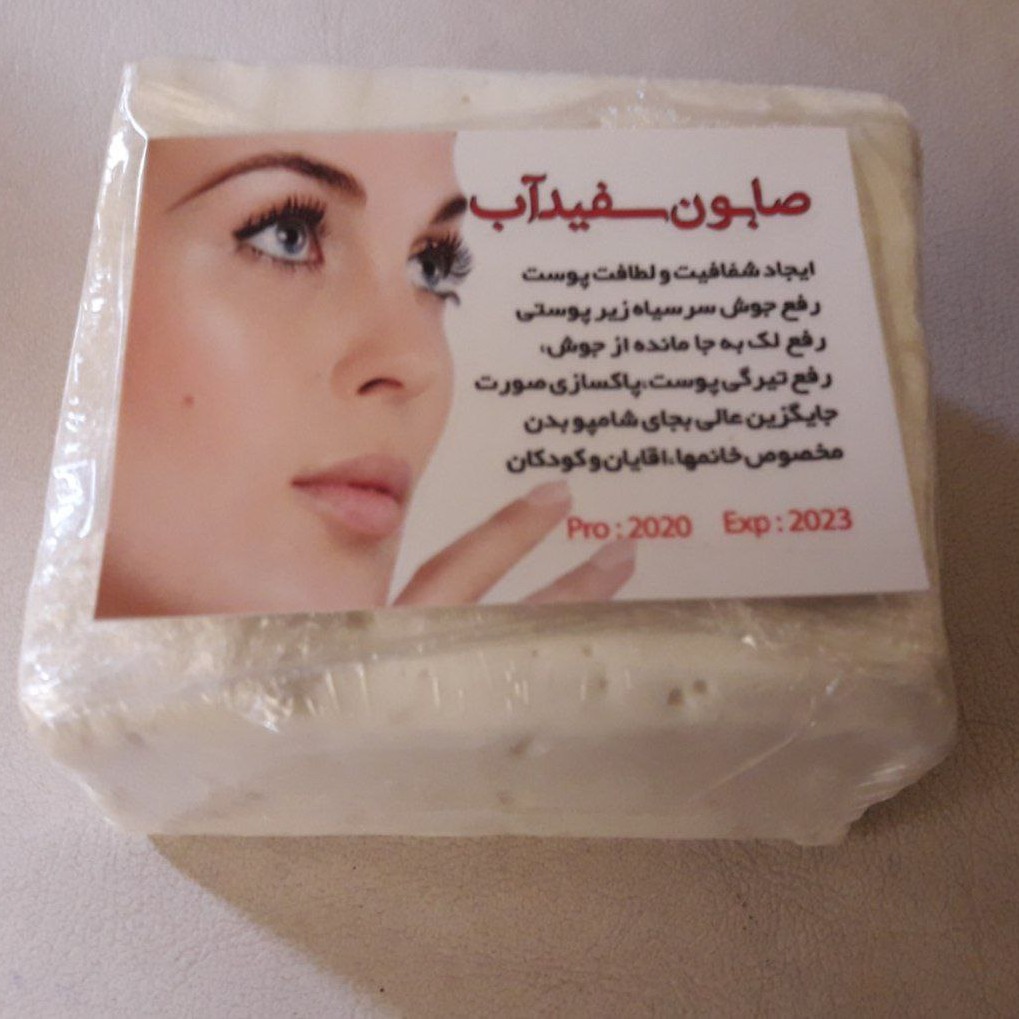 صابون سفیدآب
ایجاد شفافیت و لطافت پوست
رفع جوش سر سیاه زیر پوستی
رفع لک به جا مانده از جوش،
رفع تیرگی پوست،پاکسازی صورت
جایگزین عالی بجای شامپو بدن
مخصوص خانمها،اقایان و کودکان
Pro : 2020 Exp : 2023